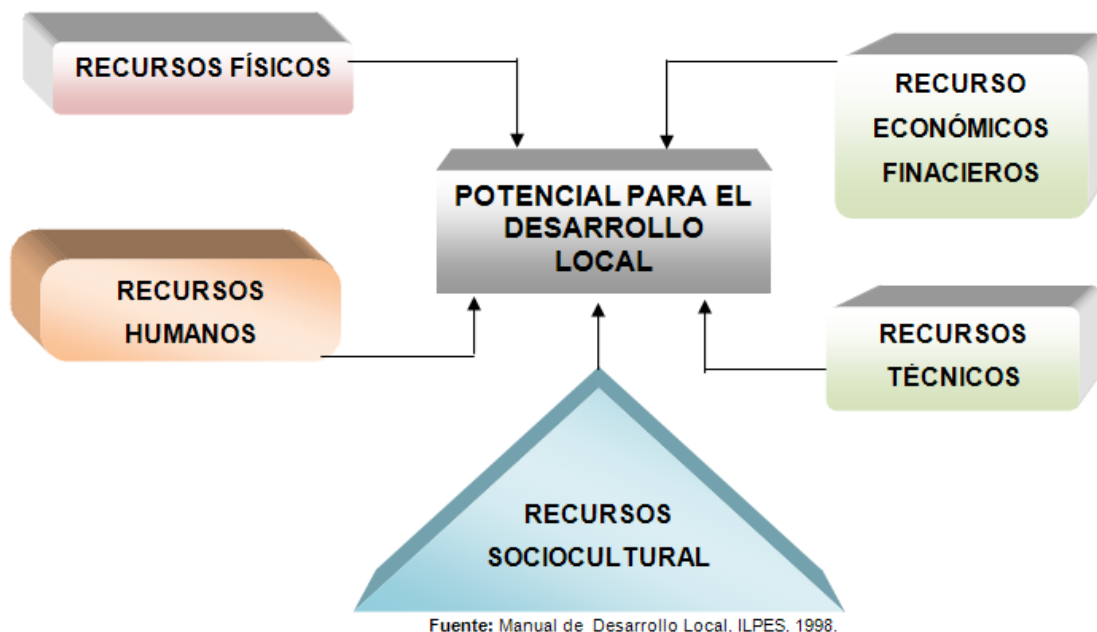 RECURSOS FÍSICOS
RECURSO
ECONÓMICOS
FINACIEROS
POTENCIAL PARA EL
DESARROLLO
LOCAL
RECURSOS
HUMANOS
RECURSOS
TÉCNICOS
RECURSOS
SOCIOCULTURAL
Fuente: Manual de Desarrollo Local. ILPES. 1998.